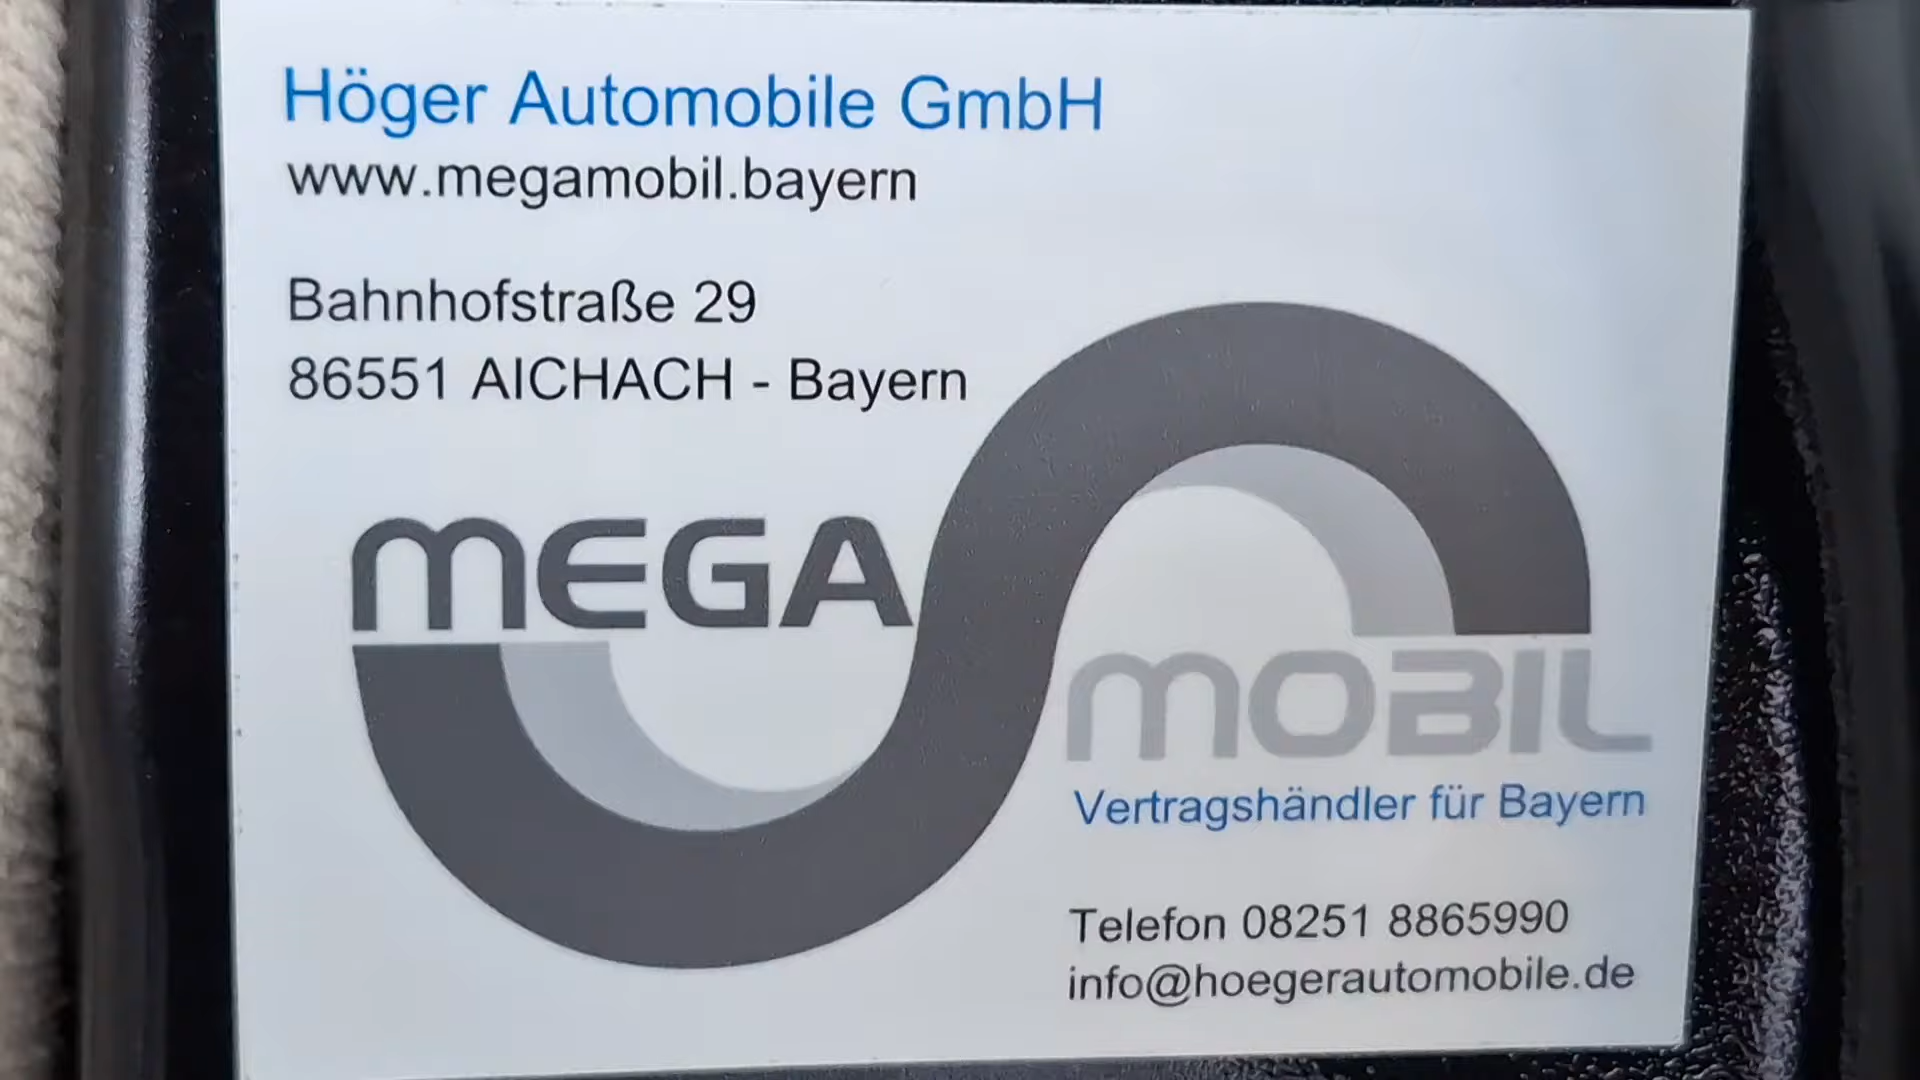 Höger Automobile GmbH
www.megamobil.bayern
Bahnhofstraße 29
86551 AICHACH - Bayern
MEGA
MOBIL
Vertragshändler für Bayern
Telefon 08251 8865990
info@hoegerautomobile.de